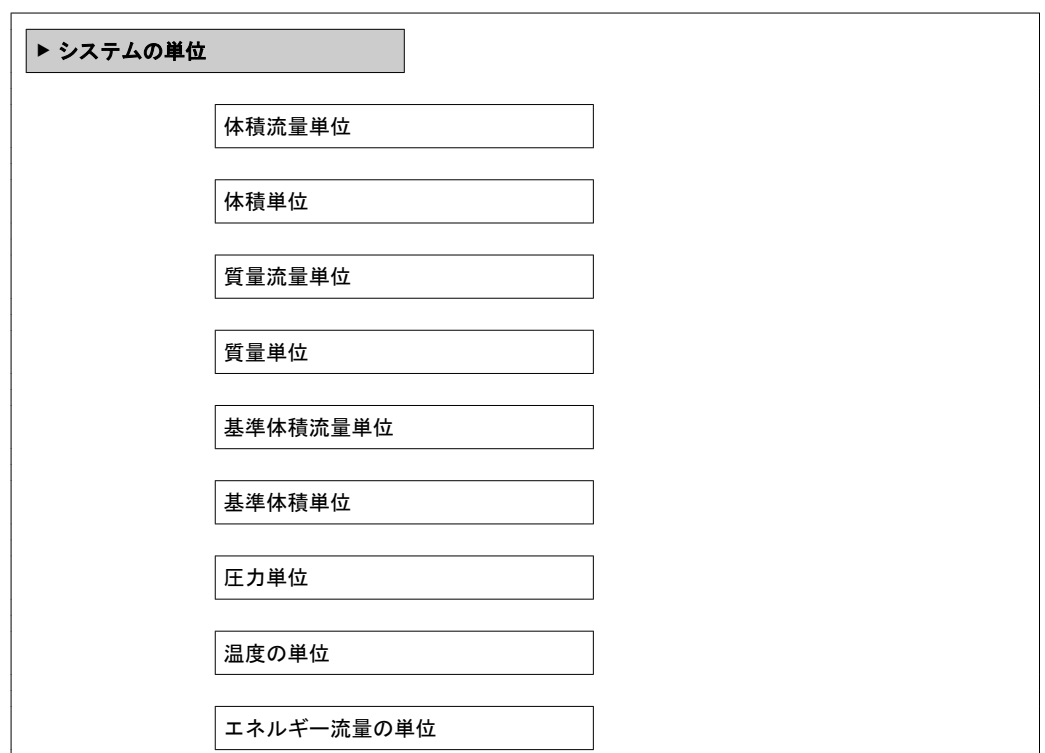 ▶ システムの単位
体積流量単位
体積単位
質量流量単位
質量単位
基準体積流量単位
基準体積単位
圧力単位
温度の単位
エネルギー流量の単位